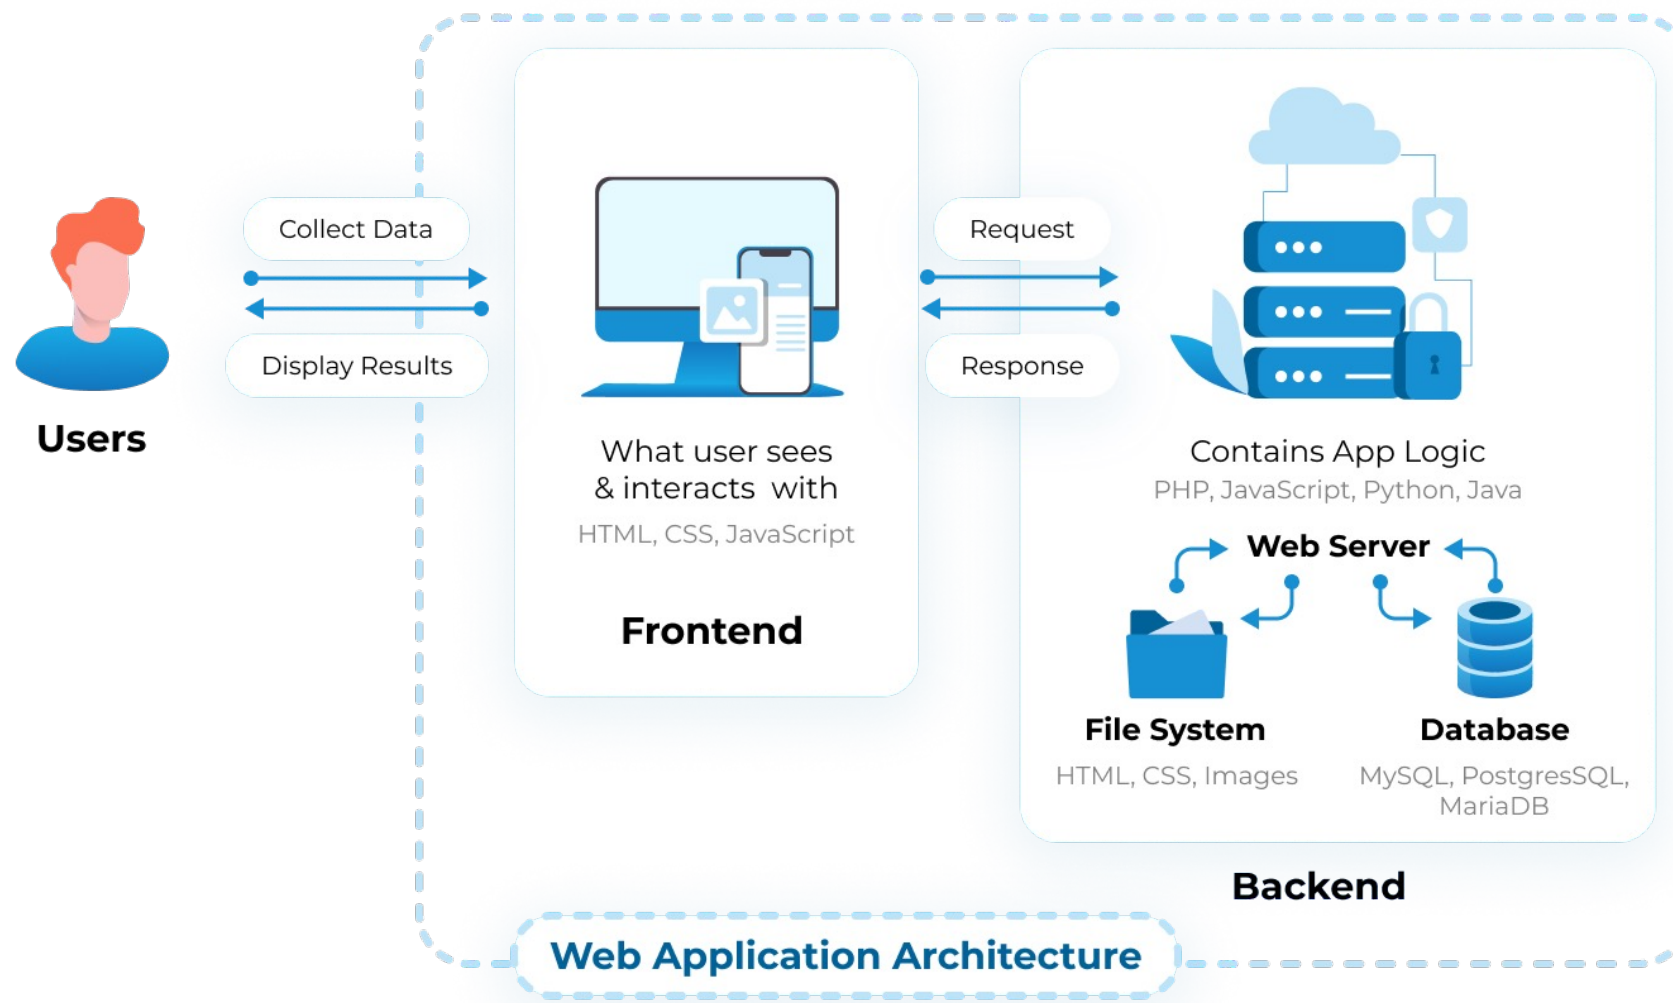 Collect Data
Display Results
Users
What user sees
& interacts with
HTML, CSS, JavaScript
Frontend
Request
Response
Contains App Logic
PHP, JavaScript, Python, Java
Web Server
File System
HTML, CSS, Images
Database
MySQL, PostgresSQL,
MariaDB
Backend
Web Application Architecture